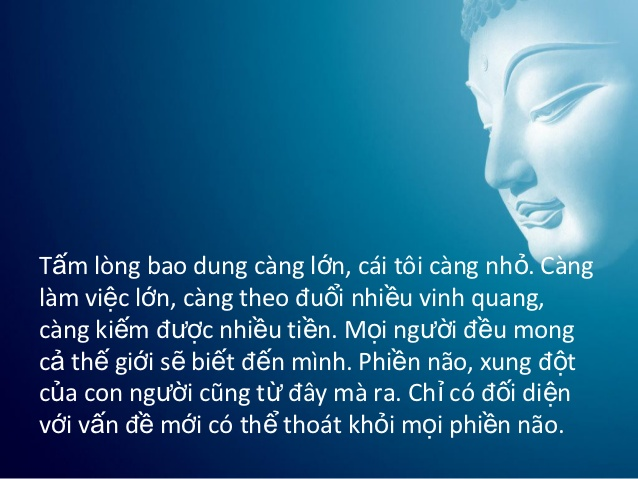 Tấm lòng bao dung càng lớn, cái tôi càng nhỏ. Càng
làm việc lớn, càng theo đuổi nhiều vinh quang,
càng kiếm được nhiều tiền. Mọi người đều mong
cả thế giới sẽ biết đến mình. Phiền não, xung đột
của con người cũng từ đây mà ra. Chỉ có đối diện
với vấn đề mới có thể thoát khỏi mọi phiền não.